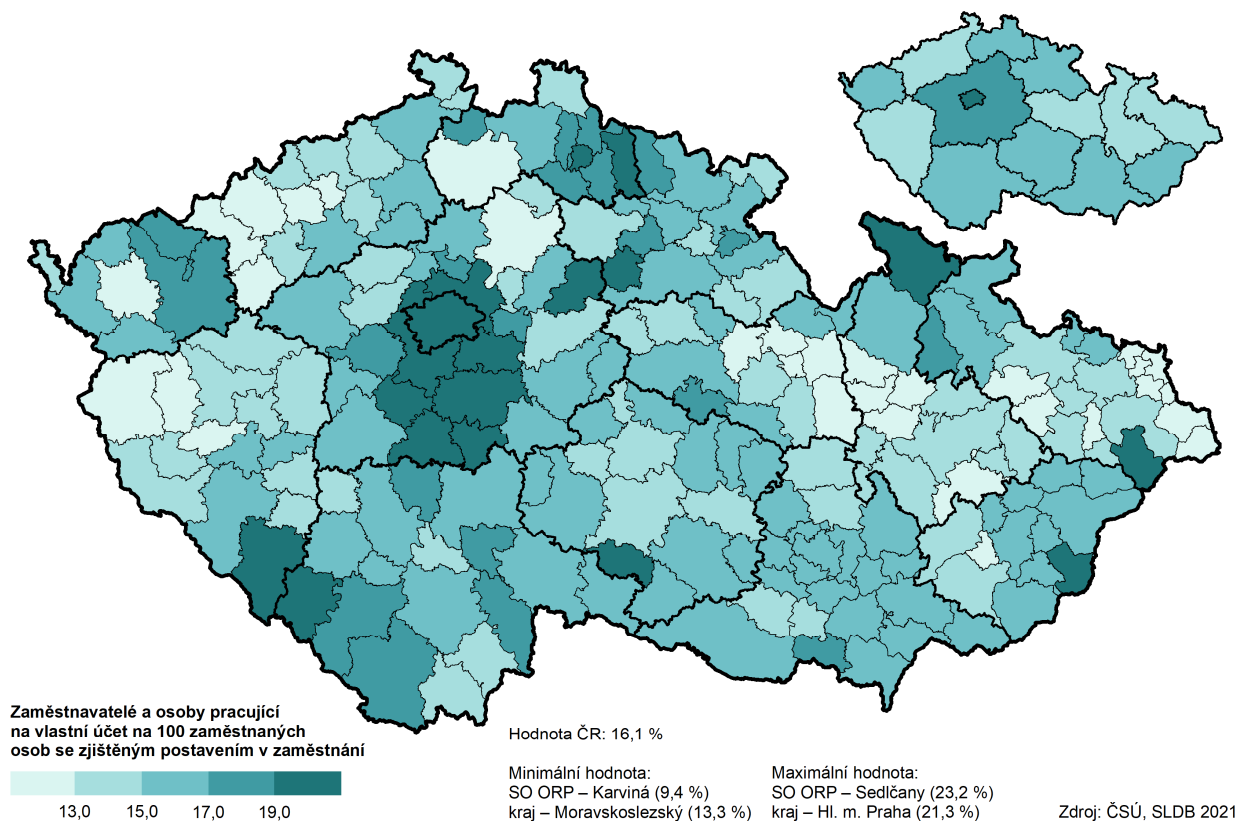 Zaměstnavatelé a osoby pracující
na vlastní účet na 100 zaměstnaných
osob se zjištěným postavením v zaměstnání
13,0 15,0 17,0 19,0
Hodnota ČR: 16,1 %
Minimální hodnota:
SO ORP – Karviná (9,4 %)
kraj – Moravskoslezský (13,3 %)
Maximální hodnota:
SO ORP – Sedlčany (23,2 %)
kraj – Hl. m. Praha (21,3 %)
Zdroj: ČSÚ, SLDB 2021